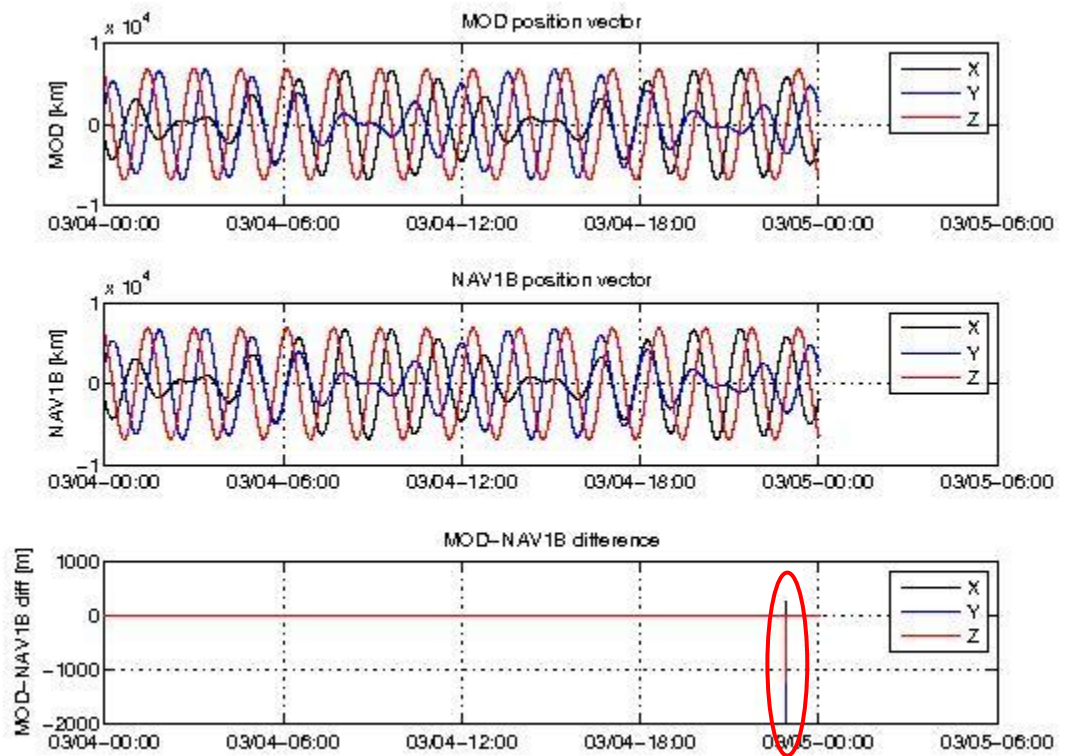 MOD position vector
x 10^4
1
0
−1
MOD [km]
X
Y
Z
03/04−00:00 03/04−06:00 03/04−12:00 03/04−18:00 03/05−00:00 03/05−06:00
NAV1B position vector
x 10^4
1
0
−1
NAV1B [km]
X
Y
Z
03/04−00:00 03/04−06:00 03/04−12:00 03/04−18:00 03/05−00:00 03/05−06:00
MOD−NAV1B difference
1000
0
−1000
−2000
MOD−NAV1B diff [m]
X
Y
Z
03/04−00:00 03/04−06:00 03/04−12:00 03/04−18:00 03/05−00:00 03/05−06:00